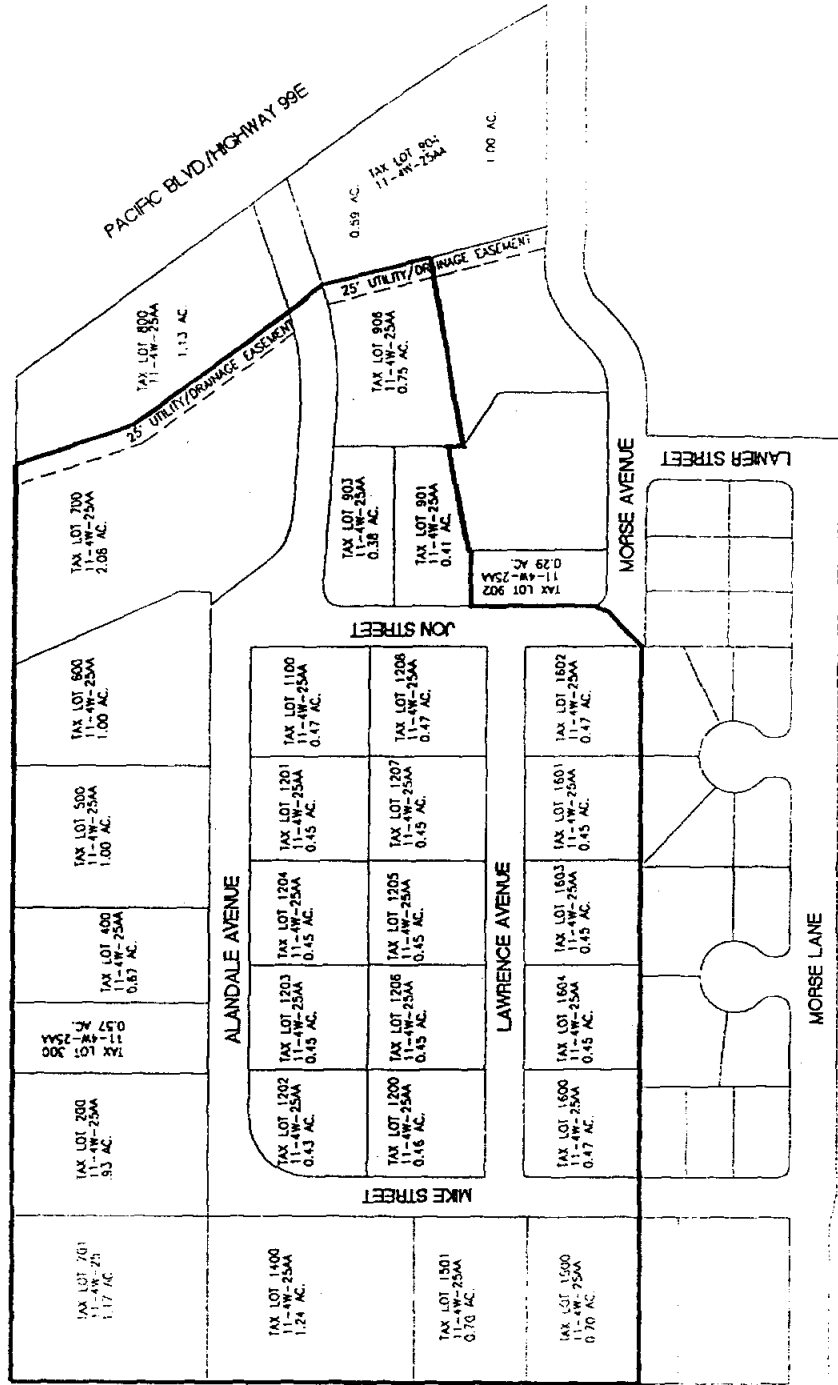 PACIFIC BLVD./HIGHWAY 99E
TAX LOT 904
11-4W-25AA
1.00 AC.
0.59 AC.
TAX LOT 800
11-4W-25AA
1.13 AC.
25' UTILITY/DRAINAGE EASEMENT
25' UTILITY/DRAINAGE EASEMENT
TAX LOT 700
11-4W-25AA
2.06 AC.
TAX LOT 908
11-4W-25AA
0.75 AC.
TAX LOT 903
11-4W-25AA
0.38 AC.
TAX LOT 901
11-4W-25AA
0.41 AC.
TAX LOT 902
11-4W-25AA
0.29 AC.
MORSE AVENUE
LANIER STREET
JON STREET
TAX LOT 600
11-4W-25AA
1.00 AC.
TAX LOT 500
11-4W-25AA
1.00 AC.
TAX LOT 400
11-4W-25AA
0.67 AC.
TAX LOT 300
11-4W-25AA
0.57 AC.
TAX LOT 200
11-4W-25AA
.93 AC.
TAX LOT 701
11-4W-25
1.17 AC.
ALANDALE AVENUE
TAX LOT 1100
11-4W-25AA
0.47 AC.
TAX LOT 1201
11-4W-25AA
0.45 AC.
TAX LOT 1204
11-4W-25AA
0.45 AC.
TAX LOT 1203
11-4W-25AA
0.45 AC.
TAX LOT 1202
11-4W-25AA
0.43 AC.
TAX LOT 1208
11-4W-25AA
0.47 AC.
TAX LOT 1207
11-4W-25AA
0.45 AC.
TAX LOT 1205
11-4W-25AA
0.45 AC.
TAX LOT 1206
11-4W-25AA
0.45 AC.
TAX LOT 1200
11-4W-25AA
0.46 AC.
LAWRENCE AVENUE
TAX LOT 1602
11-4W-25AA
0.47 AC.
TAX LOT 1601
11-4W-25AA
0.45 AC.
TAX LOT 1603
11-4W-25AA
0.45 AC.
TAX LOT 1604
11-4W-25AA
0.45 AC.
TAX LOT 1600
11-4W-25AA
0.47 AC.
MIKE STREET
TAX LOT 1400
11-4W-25AA
1.24 AC.
TAX LOT 1501
11-4W-25AA
0.70 AC.
TAX LOT 1500
11-4W-25AA
0.70 AC.
MORSE LANE